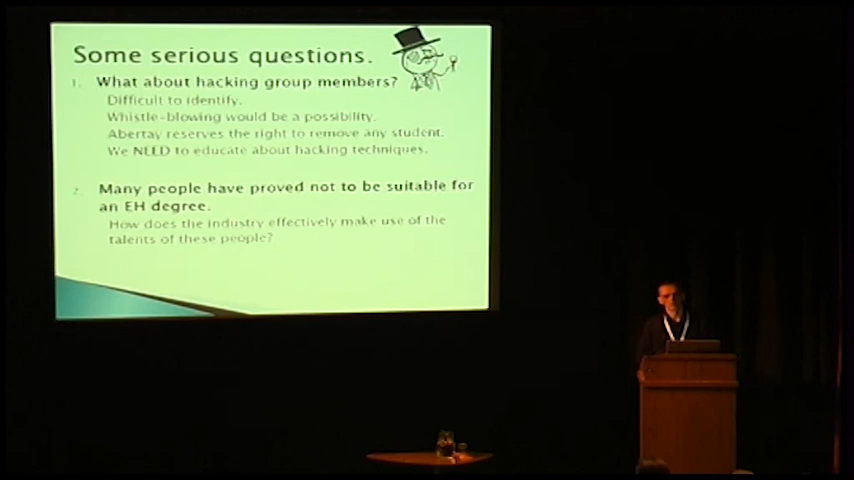 Some serious questions.
1. What about hacking group members?
Difficult to identify.
Whistle-blowing would be a possibility.
Abertay reserves the right to remove any student.
We NEED to educate about hacking techniques.
2. Many people have proved not to be suitable for
an EH degree.
How does the industry effectively make use of the
talents of these people?